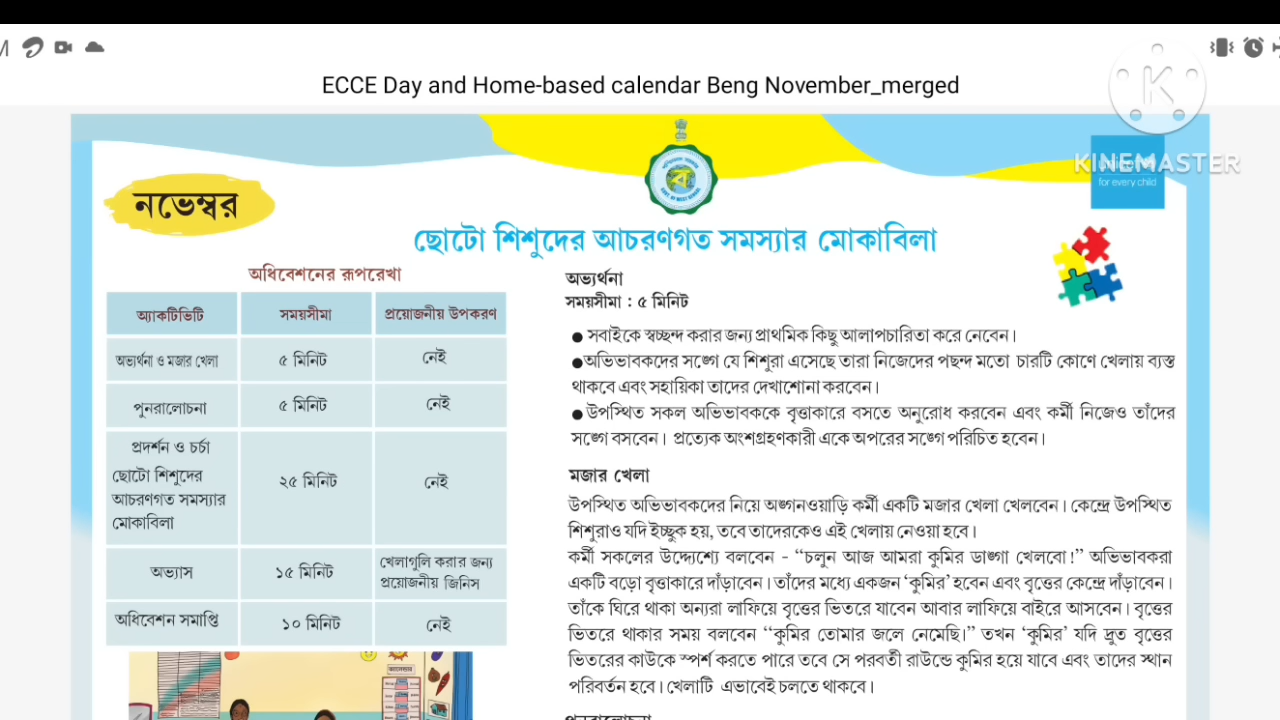 ECCE Day and Home-based calendar Beng November_merged
KINEMASTER
for every child
নভেম্বর
ছোটো শিশুদের আচরণগত সমস্যার মোকাবিলা
অধিবেশনের রূপরেখা
অ্যাকটিভিটি সময়সীমা প্রয়োজনীয় উপকরণ
অভ্যর্থনা ও মজার খেলা ৫ মিনিট নেই
পুনরালোচনা ৫ মিনিট নেই
প্রদর্শন ও চর্চা
ছোটো শিশুদের
আচরণগত সমস্যার
মোকাবিলা
২৫ মিনিট নেই
অভ্যাস ১৫ মিনিট খেলাগুলি করার জন্য
প্রয়োজনীয় জিনিস
অধিবেশন সমাপ্তি ১০ মিনিট নেই
অভ্যর্থনা
সময়সীমা : ৫ মিনিট
● সবাইকে স্বচ্ছন্দ করার জন্য প্রাথমিক কিছু আলাপচারিতা করে নেবেন।
●অভিভাবকদের সঙ্গে যে শিশুরা এসেছে তারা নিজেদের পছন্দ মতো চারটি কোণে খেলায় ব্যস্ত
থাকবে এবং সহায়িকা তাদের দেখাশোনা করবেন।
● উপস্থিত সকল অভিভাবককে বৃত্তাকারে বসতে অনুরোধ করবেন এবং কর্মী নিজেও তাঁদের
সঙ্গে বসবেন। প্রত্যেক অংশগ্রহণকারী একে অপরের সঙ্গে পরিচিত হবেন।
মজার খেলা
উপস্থিত অভিভাবকদের নিয়ে অঙ্গনওয়াড়ি কর্মী একটি মজার খেলা খেলবেন। কেন্দ্রে উপস্থিত
শিশুরাও যদি ইচ্ছুক হয়, তবে তাদেরকেও এই খেলায় নেওয়া হবে।
কর্মী সকলের উদ্দ্যেশ্যে বলবেন - “চলুন আজ আমরা কুমির ডাঙ্গা খেলবো!” অভিভাবকরা
একটি বড়ো বৃত্তাকারে দাঁড়াবেন। তাঁদের মধ্যে একজন ‘কুমির’ হবেন এবং বৃত্তের কেন্দ্রে দাঁড়াবেন।
তাঁকে ঘিরে থাকা অন্যরা লাফিয়ে বৃত্তের ভিতরে যাবেন আবার লাফিয়ে বাইরে আসবেন। বৃত্তের
ভিতরে থাকার সময় বলবেন “কুমির তোমার জলে নেমেছি।” তখন ‘কুমির’ যদি দ্রুত বৃত্তের
ভিতরের কাউকে স্পর্শ করতে পারে তবে সে পরবর্তী রাউন্ডে কুমির হয়ে যাবে এবং তাদের স্থান
পরিবর্তন হবে। খেলাটি এভাবেই চলতে থাকবে।